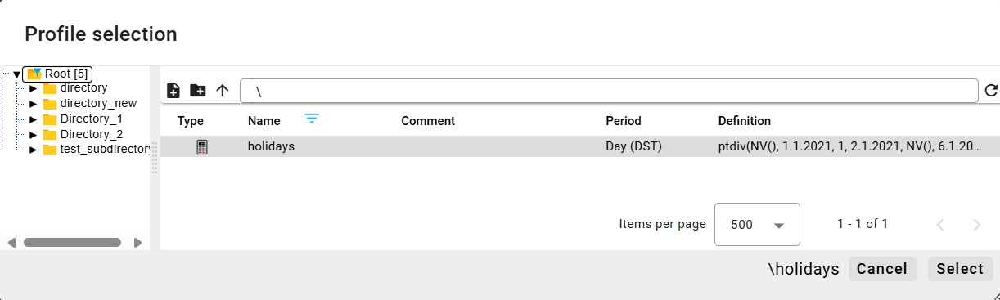 Profile selection
Root [5]
directory
directory_new
Directory_1
Directory_2
test_subdirectory
\
Type Name Comment Period Definition
holidays Day (DST) ptdiv(NV(), 1.1.2021, 1, 2.1.2021, NV(), 6.1.20...
Items per page 500 1 - 1 of 1
\holidays Cancel Select